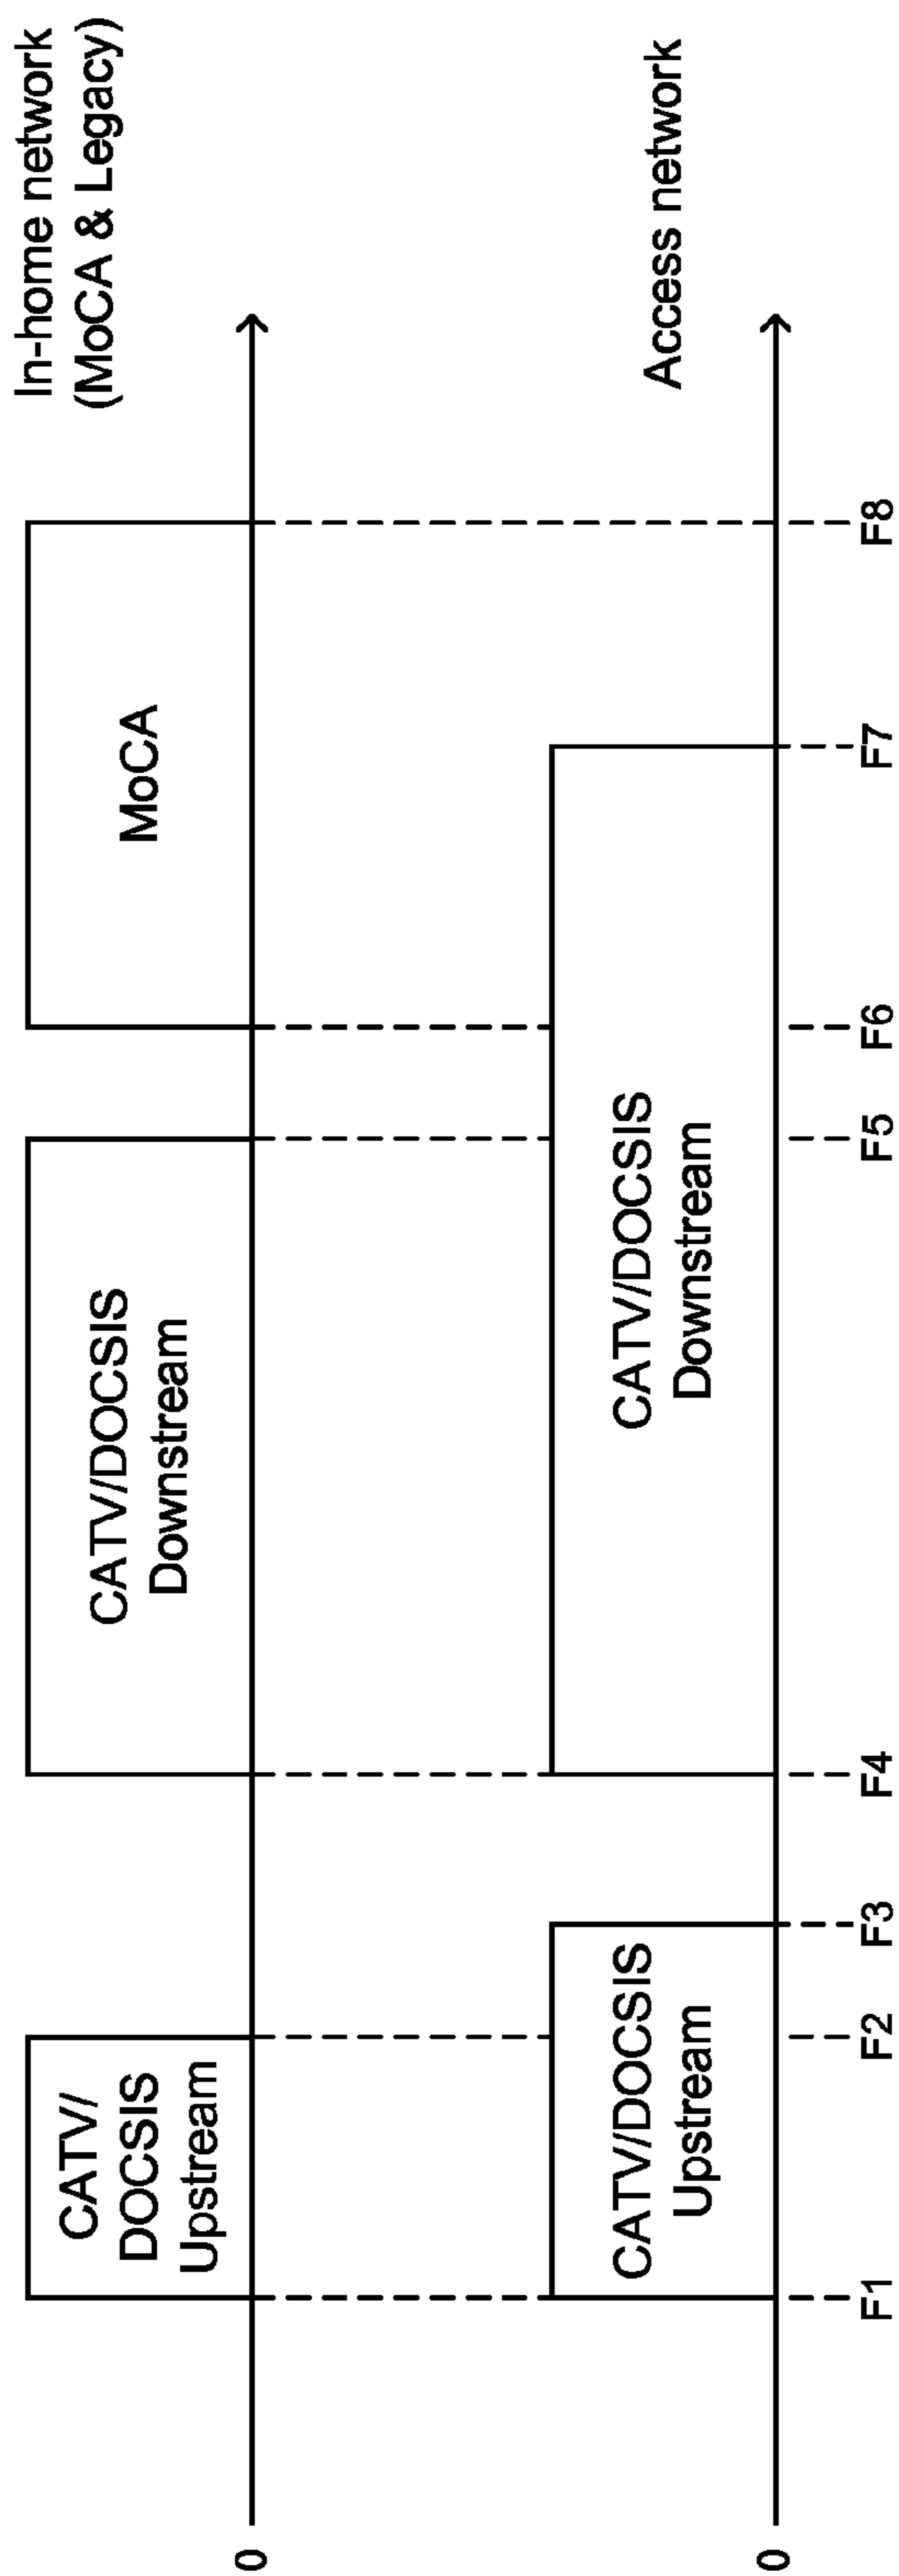 In-home network
(MoCA & Legacy)
CATV/
DOCSIS
Upstream
CATV/DOCSIS
Downstream
MoCA
0
Access network
CATV/DOCSIS
Upstream
CATV/DOCSIS
Downstream
0
F1
F2
F3
F4
F5
F6
F7
F8